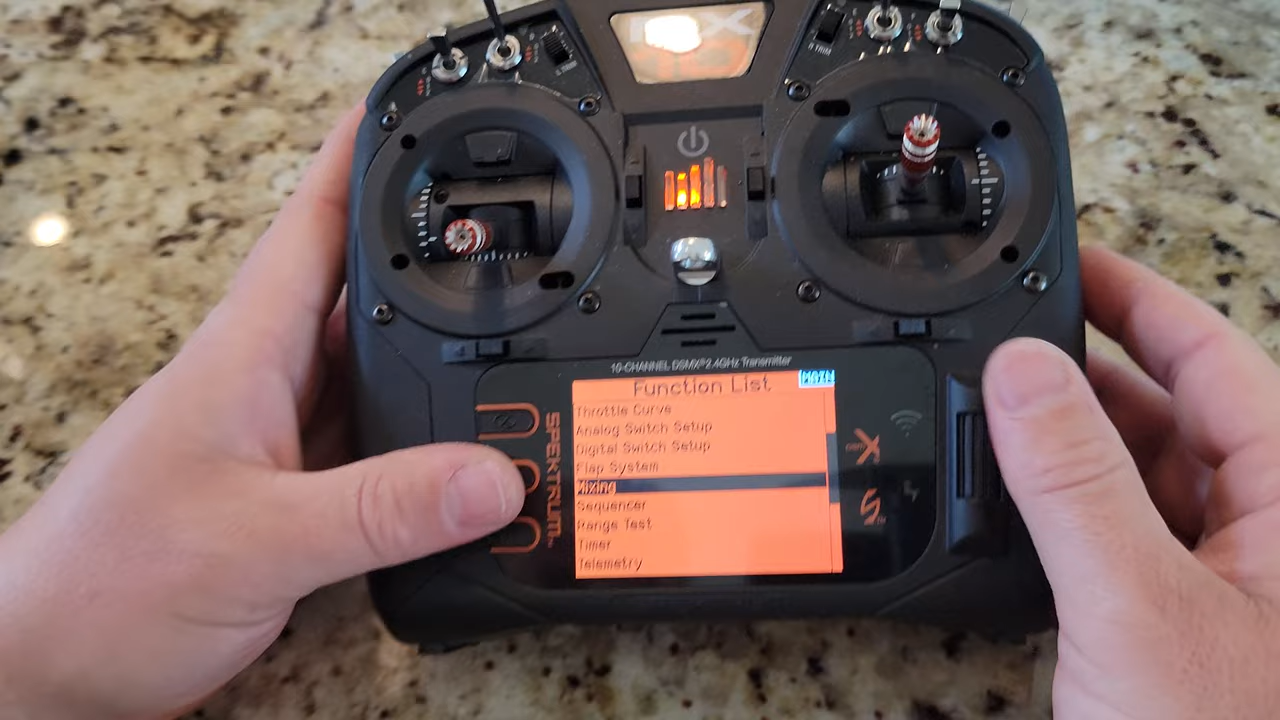 10-CHANNEL DSMX® 2.4GHz Transmitter
Function List
MAIN
Throttle Curve
Analog Switch Setup
Digital Switch Setup
Flap System
Mixing
Sequencer
Range Test
Timer
Telemetry
SPEKTRUM